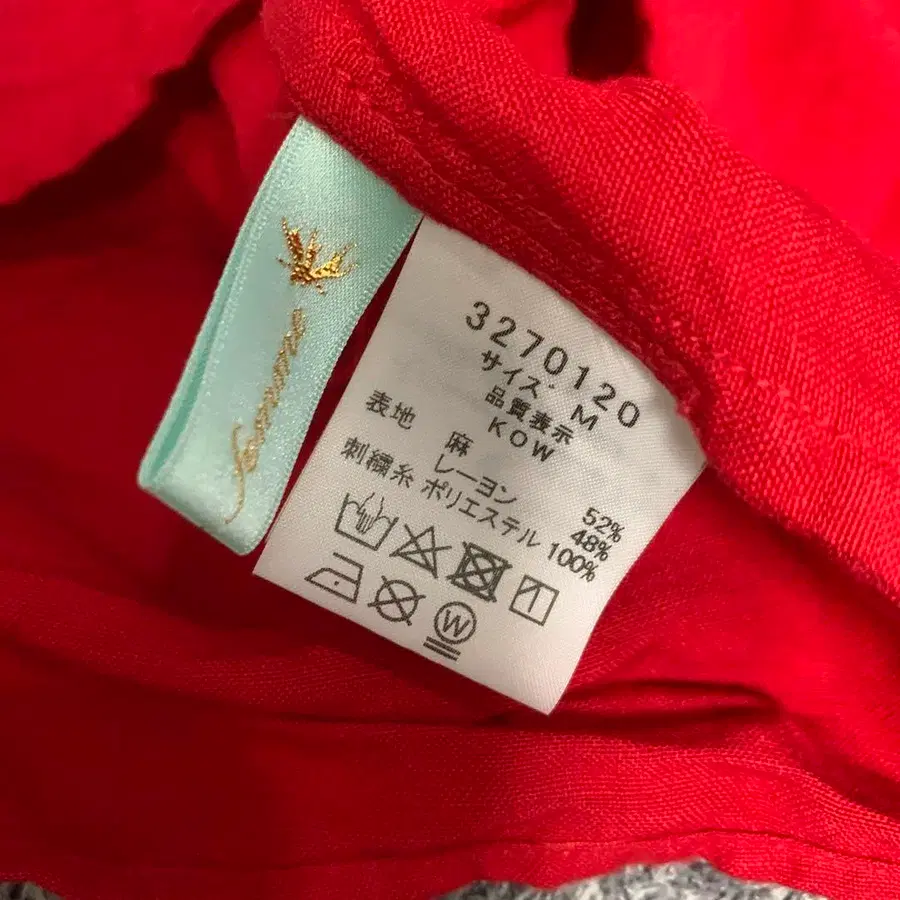 3270120
サイズ M
品質表示
KOW
表地 麻 52%
レーヨン 48%
刺繍糸 ポリエステル 100%
W